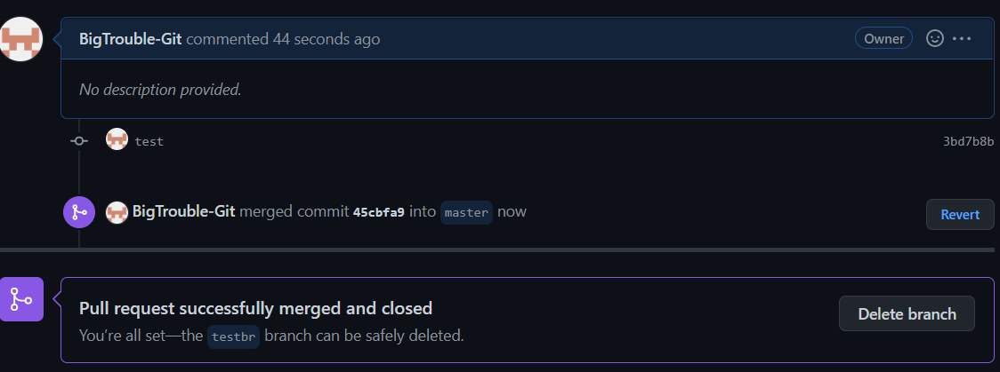 BigTrouble-Git commented 44 seconds ago Owner
No description provided.
test 3bd7b8b
BigTrouble-Git merged commit 45cbfa9 into master now Revert
Pull request successfully merged and closed
You’re all set—the testbr branch can be safely deleted.
Delete branch